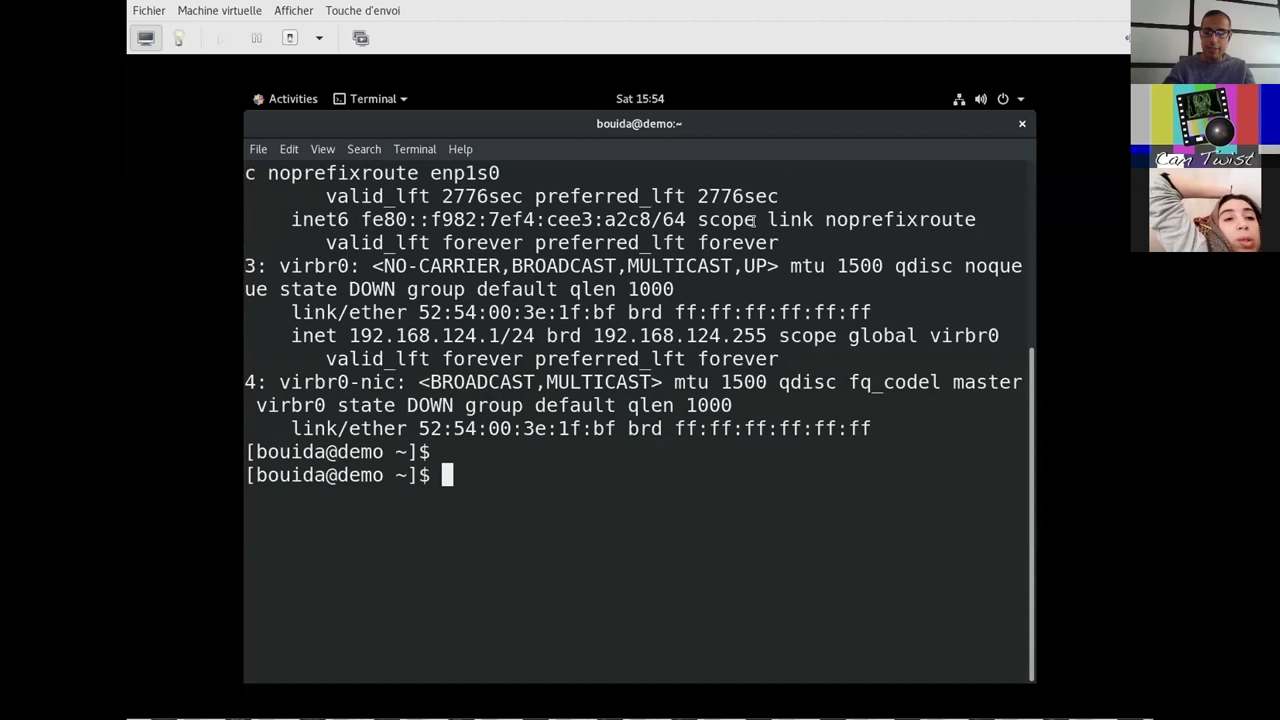 Fichier Machine virtuelle Afficher Touche d'envoi
Activities Terminal Sat 15:54
bouida@demo:~
File Edit View Search Terminal Help
c noprefixroute enp1s0
valid_lft 2776sec preferred_lft 2776sec
inet6 fe80::f982:7ef4:cee3:a2c8/64 scope link noprefixroute
valid_lft forever preferred_lft forever
3: virbr0: <NO-CARRIER,BROADCAST,MULTICAST,UP> mtu 1500 qdisc noque
ue state DOWN group default qlen 1000
link/ether 52:54:00:3e:1f:bf brd ff:ff:ff:ff:ff:ff
inet 192.168.124.1/24 brd 192.168.124.255 scope global virbr0
valid_lft forever preferred_lft forever
4: virbr0-nic: <BROADCAST,MULTICAST> mtu 1500 qdisc fq_codel master
virbr0 state DOWN group default qlen 1000
link/ether 52:54:00:3e:1f:bf brd ff:ff:ff:ff:ff:ff
[bouida@demo ~]$
[bouida@demo ~]$
Cam Twist